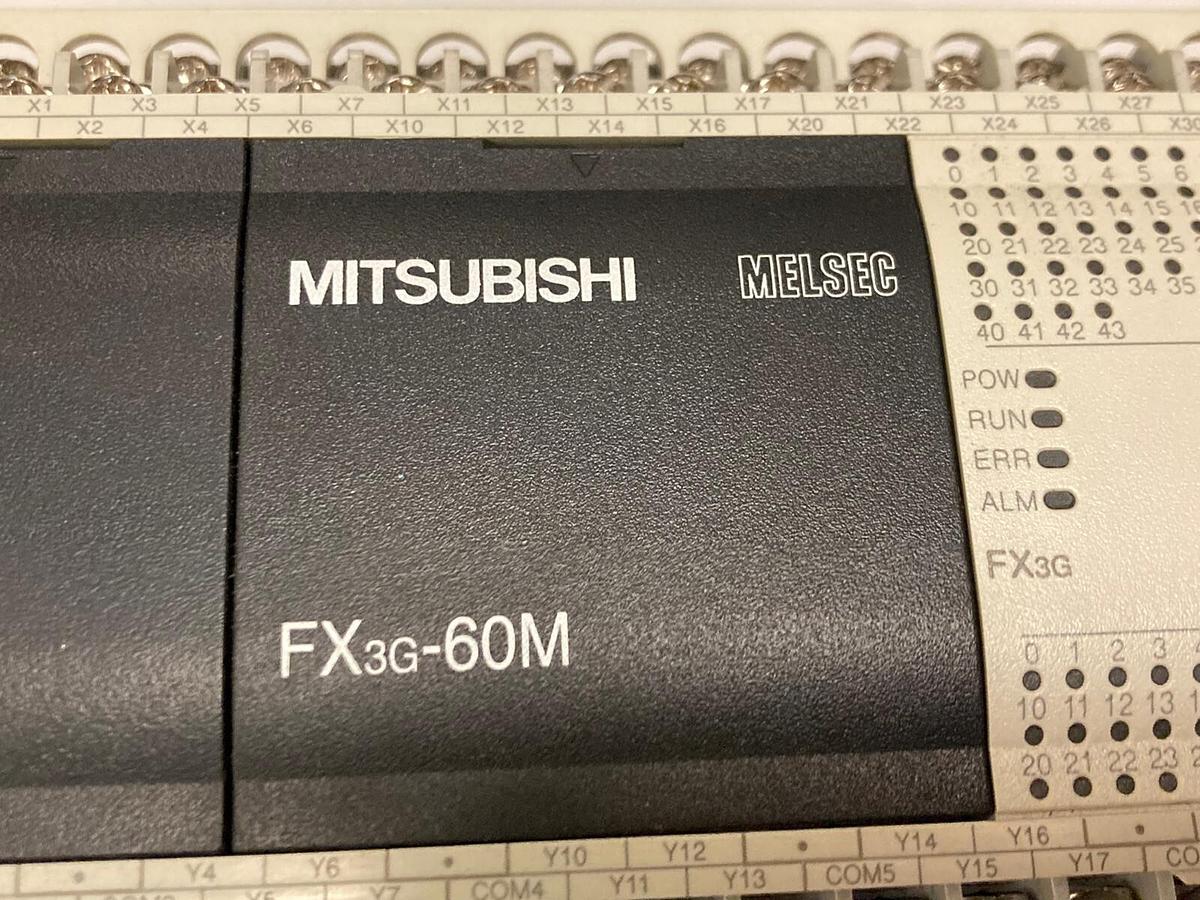 X1 X3 X5 X7 X11 X13 X15 X17 X21 X23 X25 X27
X2 X4 X6 X10 X12 X14 X16 X20 X22 X24 X26 X30
0 1 2 3 4 5 6
10 11 12 13 14 15
20 21 22 23 24 25
30 31 32 33 34 35
40 41 42 43
MITSUBISHI MELSEC
POW
RUN
ERR
ALM
FX3G
FX3G-60M
0 1 2 3
10 11 12 13
20 21 22 23
Y4 Y6 Y10 Y12 Y14 Y16
Y7 COM4 Y11 Y13 COM5 Y15 Y17